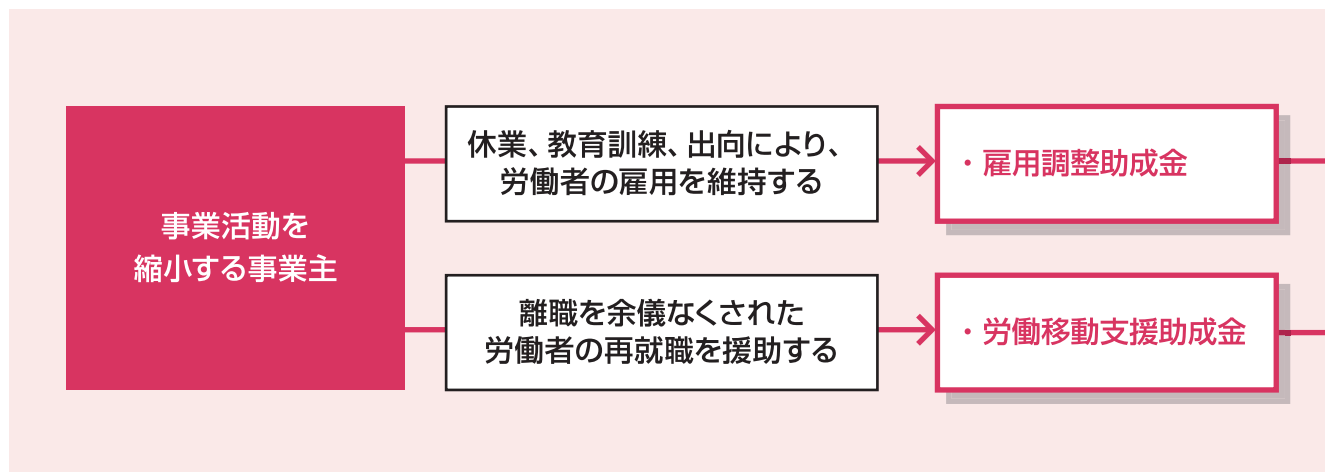 事業活動を
縮小する事業主
休業、教育訓練、出向により、
労働者の雇用を維持する
・雇用調整助成金
離職を余儀なくされた
労働者の再就職を援助する
・労働移動支援助成金